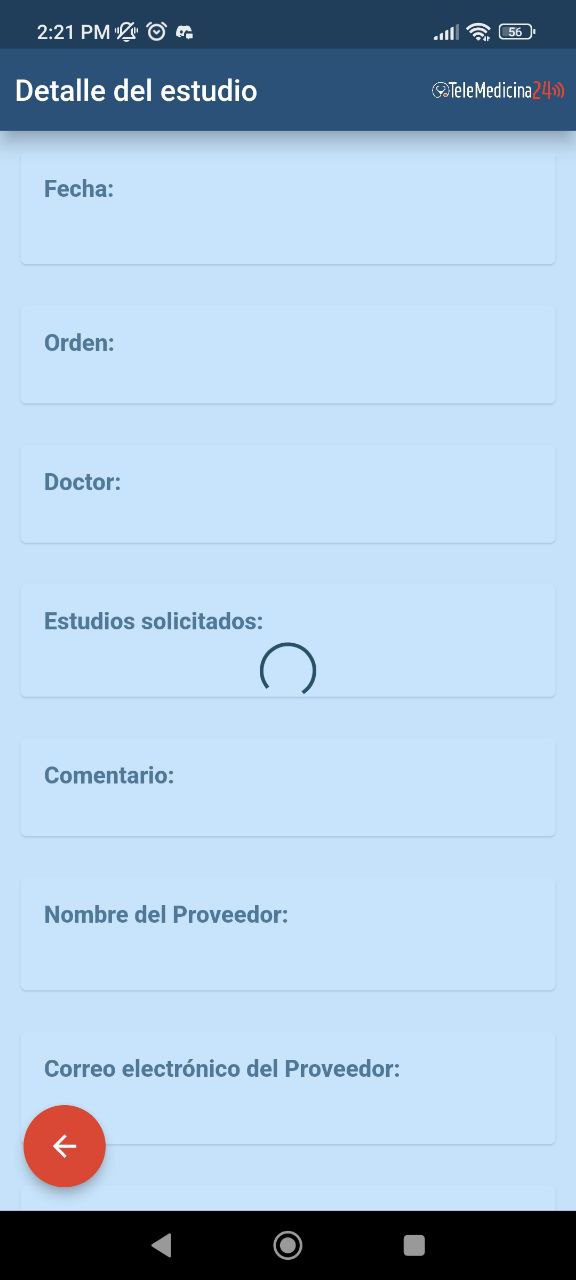 2:21 PM
56
Detalle del estudio
TeleMedicina24
Fecha:
Orden:
Doctor:
Estudios solicitados:
Comentario:
Nombre del Proveedor:
Correo electrónico del Proveedor: